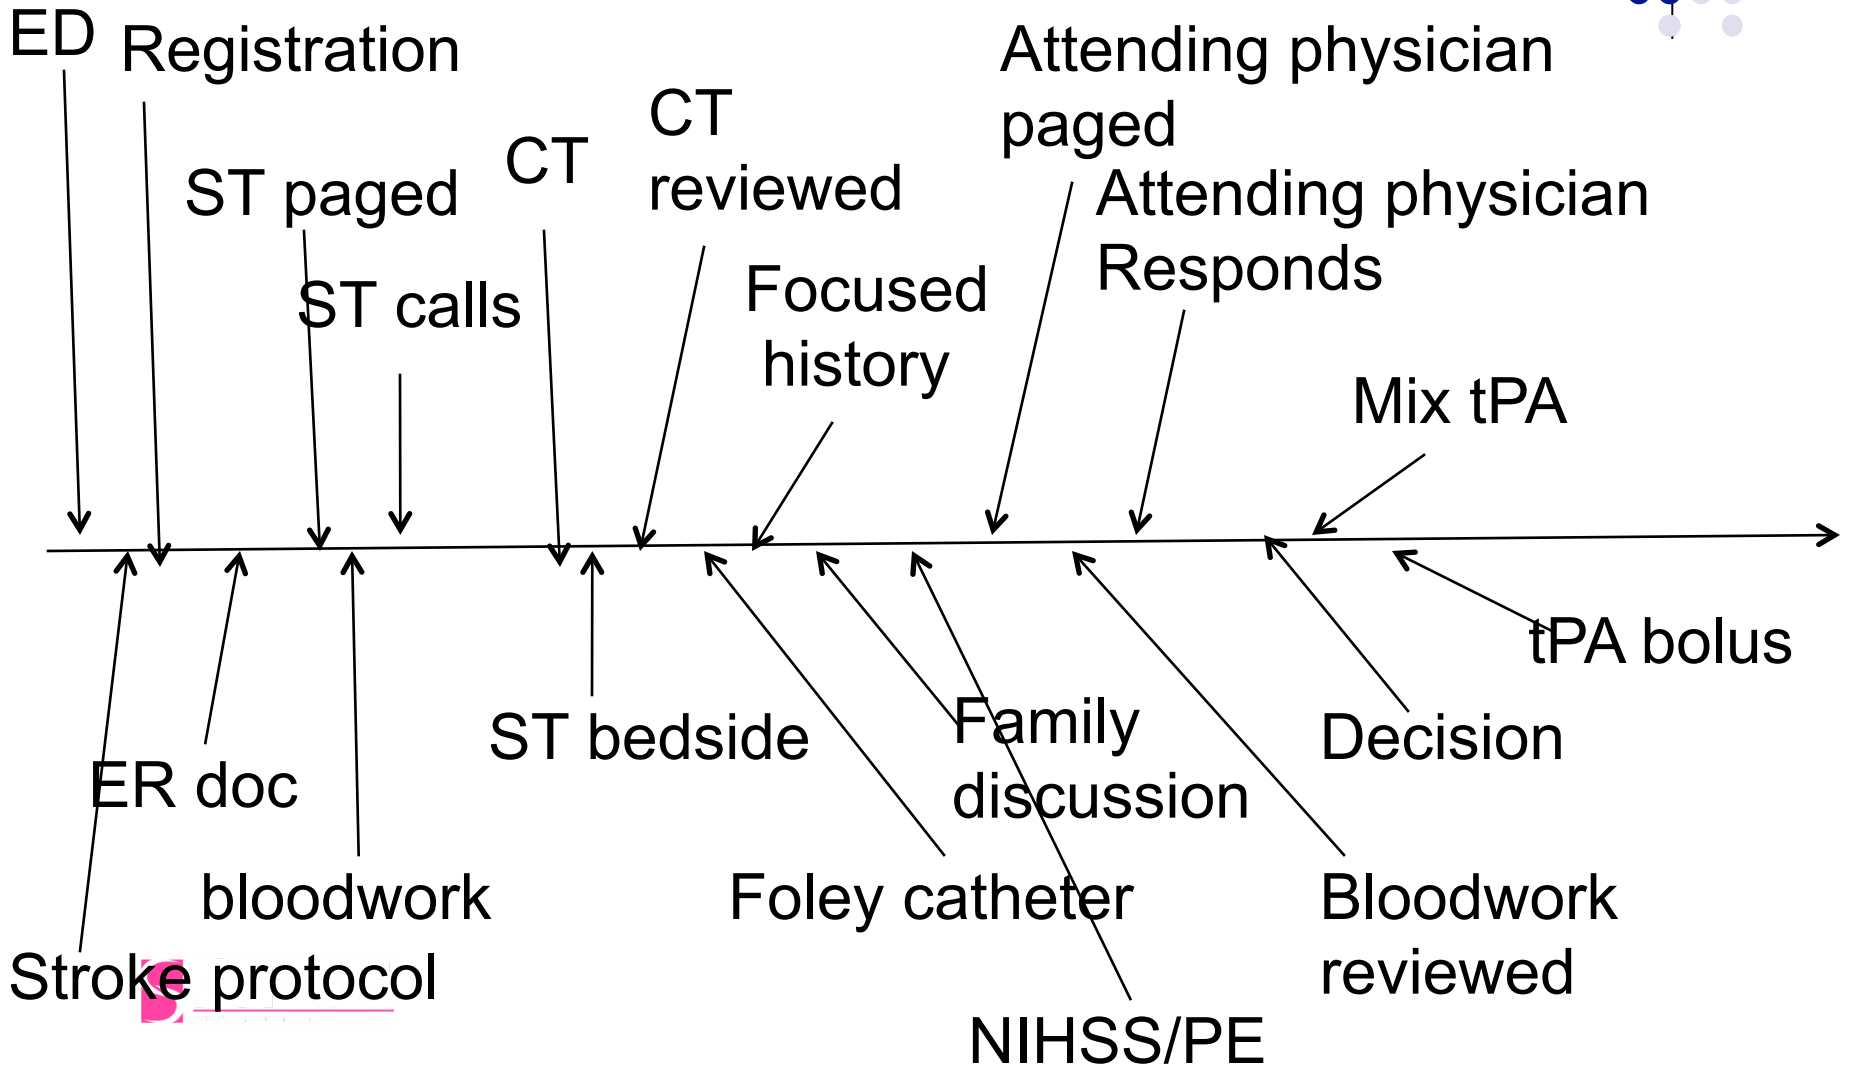 ED
Registration
Attending physician
paged
CT
reviewed
CT
ST paged
Attending physician
Responds
ST calls
Focused
history
Mix tPA
tPA bolus
ST bedside
Family
discussion
Decision
ER doc
bloodwork
Foley catheter
Bloodwork
reviewed
Stroke protocol
NIHSS/PE